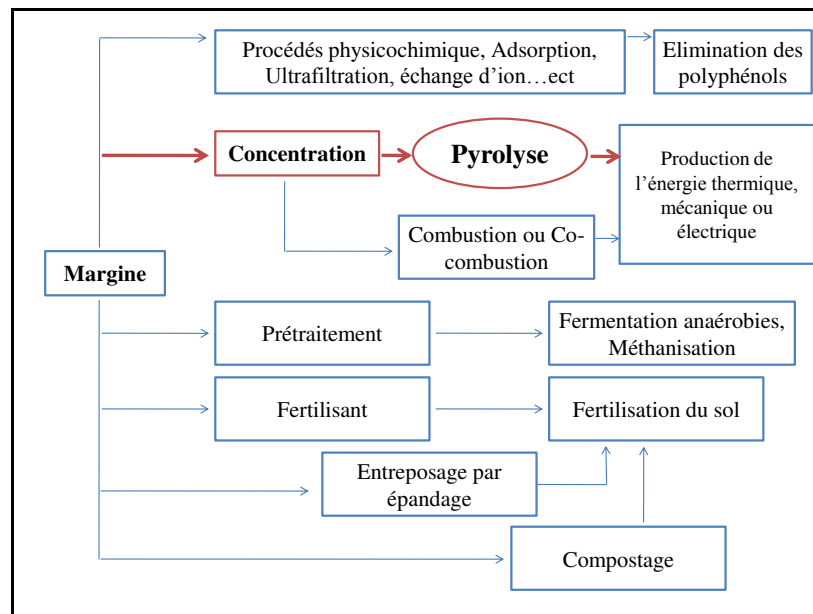 Procédés physicochimique, Adsorption,
Ultrafiltration, échange d'ion…ect
Elimination des
polyphénols
Concentration
Pyrolyse
Production de
l'énergie thermique,
mécanique ou
électrique
Combustion ou Co-
combustion
Margine
Prétraitement
Fermentation anaérobies,
Méthanisation
Fertilisant
Fertilisation du sol
Entreposage par
épandage
Compostage